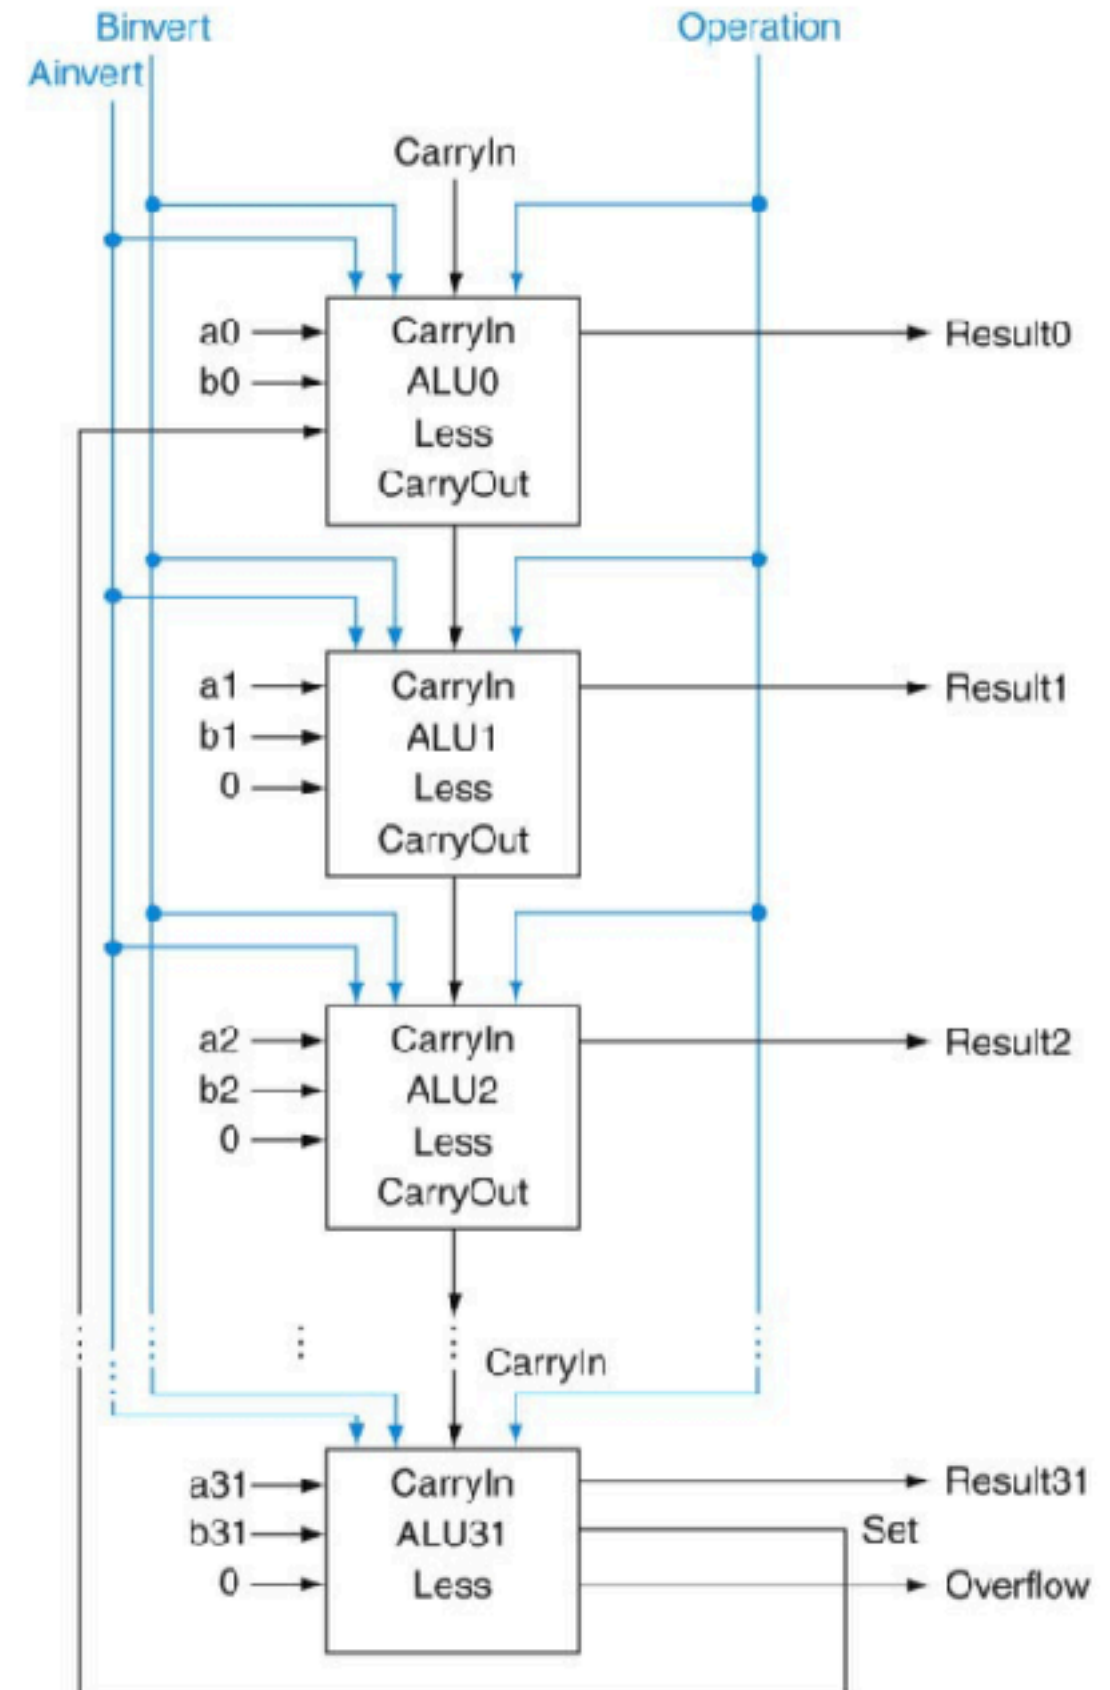 Binvert
Operation
Ainvert
CarryIn
a0 CarryIn Result0
b0 ALU0
Less
CarryOut
a1 CarryIn Result1
b1 ALU1
0 Less
CarryOut
a2 CarryIn Result2
b2 ALU2
0 Less
CarryOut
CarryIn
a31 CarryIn Result31
b31 ALU31 Set
0 Less Overflow